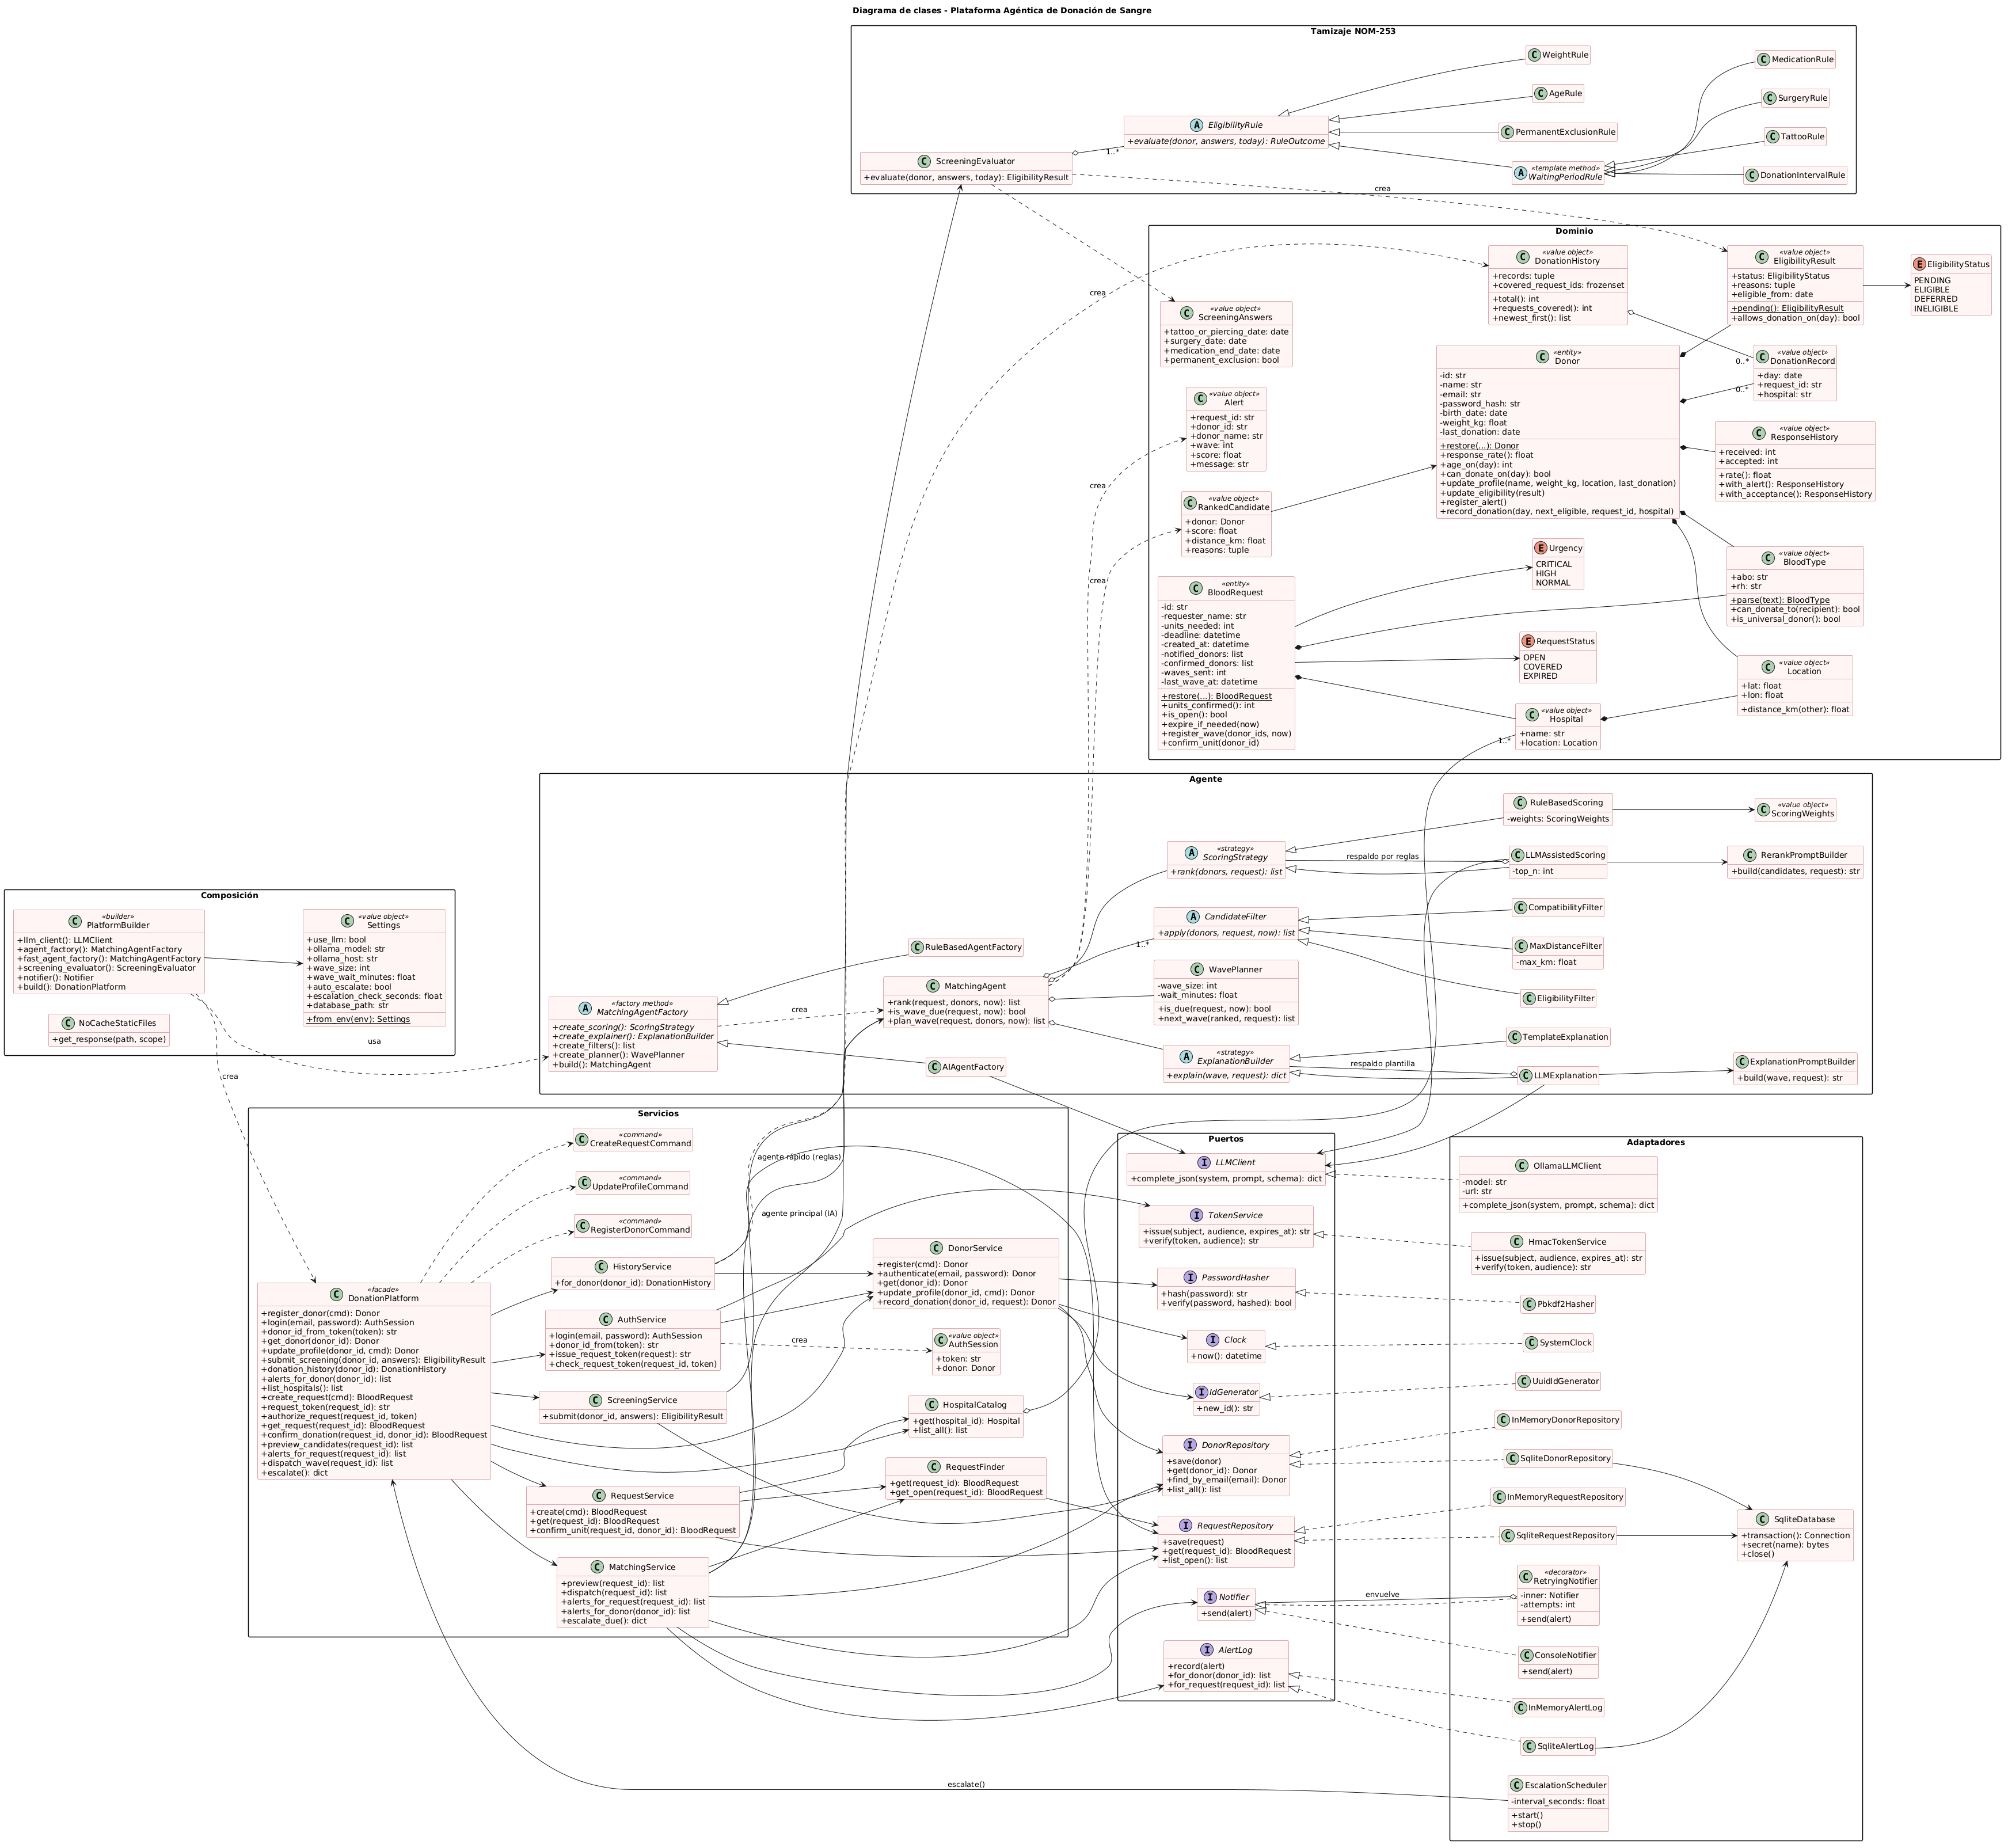 Diagrama de clases - Plataforma Agéntica de Donación de Sangre
Tamizaje NOM-253
C WeightRule
C MedicationRule
C AgeRule
C SurgeryRule
A EligibilityRule
+evaluate(donor, answers, today): RuleOutcome
C PermanentExclusionRule
C TattooRule
C ScreeningEvaluator
+evaluate(donor, answers, today): EligibilityResult
1..*
«template method»
A WaitingPeriodRule
C DonationIntervalRule
crea
Dominio
«value object»
C DonationHistory
+records: tuple
+covered_request_ids: frozenset
+total(): int
+requests_covered(): int
+newest_first(): list
«value object»
C EligibilityResult
+status: EligibilityStatus
+reasons: tuple
+eligible_from: date
+pending(): EligibilityResult
+allows_donation_on(day): bool
E EligibilityStatus
PENDING
ELIGIBLE
DEFERRED
INELIGIBLE
crea
«value object»
C ScreeningAnswers
+tattoo_or_piercing_date: date
+surgery_date: date
+medication_end_date: date
+permanent_exclusion: bool
«entity»
C Donor
-id: str
-name: str
-email: str
-password_hash: str
-birth_date: date
-weight_kg: float
-last_donation: date
+restore(...): Donor
+response_rate(): float
+age_on(day): int
+can_donate_on(day): bool
+update_profile(name, weight_kg, location, last_donation)
+update_eligibility(result)
+register_alert()
+record_donation(day, next_eligible, request_id, hospital)
0..*
0..*
«value object»
C DonationRecord
+day: date
+request_id: str
+hospital: str
«value object»
C Alert
+request_id: str
+donor_id: str
+donor_name: str
+wave: int
+score: float
+message: str
«value object»
C ResponseHistory
+received: int
+accepted: int
+rate(): float
+with_alert(): ResponseHistory
+with_acceptance(): ResponseHistory
crea
«value object»
C RankedCandidate
+donor: Donor
+score: float
+distance_km: float
+reasons: tuple
crea
E Urgency
CRITICAL
HIGH
NORMAL
«value object»
C BloodType
+abo: str
+rh: str
+parse(text): BloodType
+can_donate_to(recipient): bool
+is_universal_donor(): bool
«entity»
C BloodRequest
-id: str
-requester_name: str
-units_needed: int
-deadline: datetime
-created_at: datetime
-notified_donors: list
-confirmed_donors: list
-waves_sent: int
-last_wave_at: datetime
+restore(...): BloodRequest
+units_confirmed(): int
+is_open(): bool
+expire_if_needed(now)
+register_wave(donor_ids, now)
+confirm_unit(donor_id)
E RequestStatus
OPEN
COVERED
EXPIRED
«value object»
C Location
+lat: float
+lon: float
+distance_km(other): float
1..*
«value object»
C Hospital
+name: str
+location: Location
Agente
C RuleBasedScoring
-weights: ScoringWeights
«value object»
C ScoringWeights
«strategy»
A ScoringStrategy
+rank(donors, request): list
respaldo por reglas
C LLMAssistedScoring
-top_n: int
C RerankPromptBuilder
+build(candidates, request): str
C RuleBasedAgentFactory
1..*
A CandidateFilter
+apply(donors, request, now): list
C CompatibilityFilter
C MaxDistanceFilter
-max_km: float
C EligibilityFilter
C MatchingAgent
+rank(request, donors, now): list
+is_wave_due(request, now): bool
+plan_wave(request, donors, now): list
C WavePlanner
-wave_size: int
-wait_minutes: float
+is_due(request, now): bool
+next_wave(ranked, request): list
«factory method»
A MatchingAgentFactory
+create_scoring(): ScoringStrategy
+create_explainer(): ExplanationBuilder
+create_filters(): list
+create_planner(): WavePlanner
+build(): MatchingAgent
crea
C AIAgentFactory
«strategy»
A ExplanationBuilder
+explain(wave, request): dict
C TemplateExplanation
respaldo plantilla
C LLMExplanation
C ExplanationPromptBuilder
+build(wave, request): str
Composición
«builder»
C PlatformBuilder
+llm_client(): LLMClient
+agent_factory(): MatchingAgentFactory
+fast_agent_factory(): MatchingAgentFactory
+screening_evaluator(): ScreeningEvaluator
+notifier(): Notifier
+build(): DonationPlatform
«value object»
C Settings
+use_llm: bool
+ollama_model: str
+ollama_host: str
+wave_size: int
+wave_wait_minutes: float
+auto_escalate: bool
+escalation_check_seconds: float
+database_path: str
+from_env(env): Settings
C NoCacheStaticFiles
+get_response(path, scope)
usa
crea
Servicios
«command»
C CreateRequestCommand
«command»
C UpdateProfileCommand
«command»
C RegisterDonorCommand
agente rápido (reglas)
agente principal (IA)
C HistoryService
+for_donor(donor_id): DonationHistory
C DonorService
+register(cmd): Donor
+authenticate(email, password): Donor
+get(donor_id): Donor
+update_profile(donor_id, cmd): Donor
+record_donation(donor_id, request): Donor
«facade»
C DonationPlatform
+register_donor(cmd): Donor
+login(email, password): AuthSession
+donor_id_from_token(token): str
+get_donor(donor_id): Donor
+update_profile(donor_id, cmd): Donor
+submit_screening(donor_id, answers): EligibilityResult
+donation_history(donor_id): DonationHistory
+alerts_for_donor(donor_id): list
+list_hospitals(): list
+create_request(cmd): BloodRequest
+request_token(request_id): str
+authorize_request(request_id, token)
+get_request(request_id): BloodRequest
+confirm_donation(request_id, donor_id): BloodRequest
+preview_candidates(request_id): list
+alerts_for_request(request_id): list
+dispatch_wave(request_id): list
+escalate(): dict
C AuthService
+login(email, password): AuthSession
+donor_id_from(token): str
+issue_request_token(request): str
+check_request_token(request_id, token)
crea
«value object»
C AuthSession
+token: str
+donor: Donor
C ScreeningService
+submit(donor_id, answers): EligibilityResult
C HospitalCatalog
+get(hospital_id): Hospital
+list_all(): list
C RequestFinder
+get(request_id): BloodRequest
+get_open(request_id): BloodRequest
C RequestService
+create(cmd): BloodRequest
+get(request_id): BloodRequest
+confirm_unit(request_id, donor_id): BloodRequest
C MatchingService
+preview(request_id): list
+dispatch(request_id): list
+alerts_for_request(request_id): list
+alerts_for_donor(donor_id): list
+escalate_due(): dict
Puertos
I LLMClient
+complete_json(system, prompt, schema): dict
I TokenService
+issue(subject, audience, expires_at): str
+verify(token, audience): str
I PasswordHasher
+hash(password): str
+verify(password, hashed): bool
I Clock
+now(): datetime
I IdGenerator
+new_id(): str
I DonorRepository
+save(donor)
+get(donor_id): Donor
+find_by_email(email): Donor
+list_all(): list
I RequestRepository
+save(request)
+get(request_id): BloodRequest
+list_open(): list
I Notifier
+send(alert)
I AlertLog
+record(alert)
+for_donor(donor_id): list
+for_request(request_id): list
Adaptadores
C OllamaLLMClient
-model: str
-url: str
+complete_json(system, prompt, schema): dict
C HmacTokenService
+issue(subject, audience, expires_at): str
+verify(token, audience): str
C Pbkdf2Hasher
C SystemClock
C UuidIdGenerator
C InMemoryDonorRepository
C SqliteDonorRepository
C InMemoryRequestRepository
C SqliteRequestRepository
C SqliteDatabase
+transaction(): Connection
+secret(name): bytes
+close()
envuelve
«decorator»
C RetryingNotifier
-inner: Notifier
-attempts: int
+send(alert)
C ConsoleNotifier
+send(alert)
C InMemoryAlertLog
C SqliteAlertLog
escalate()
C EscalationScheduler
-interval_seconds: float
+start()
+stop()